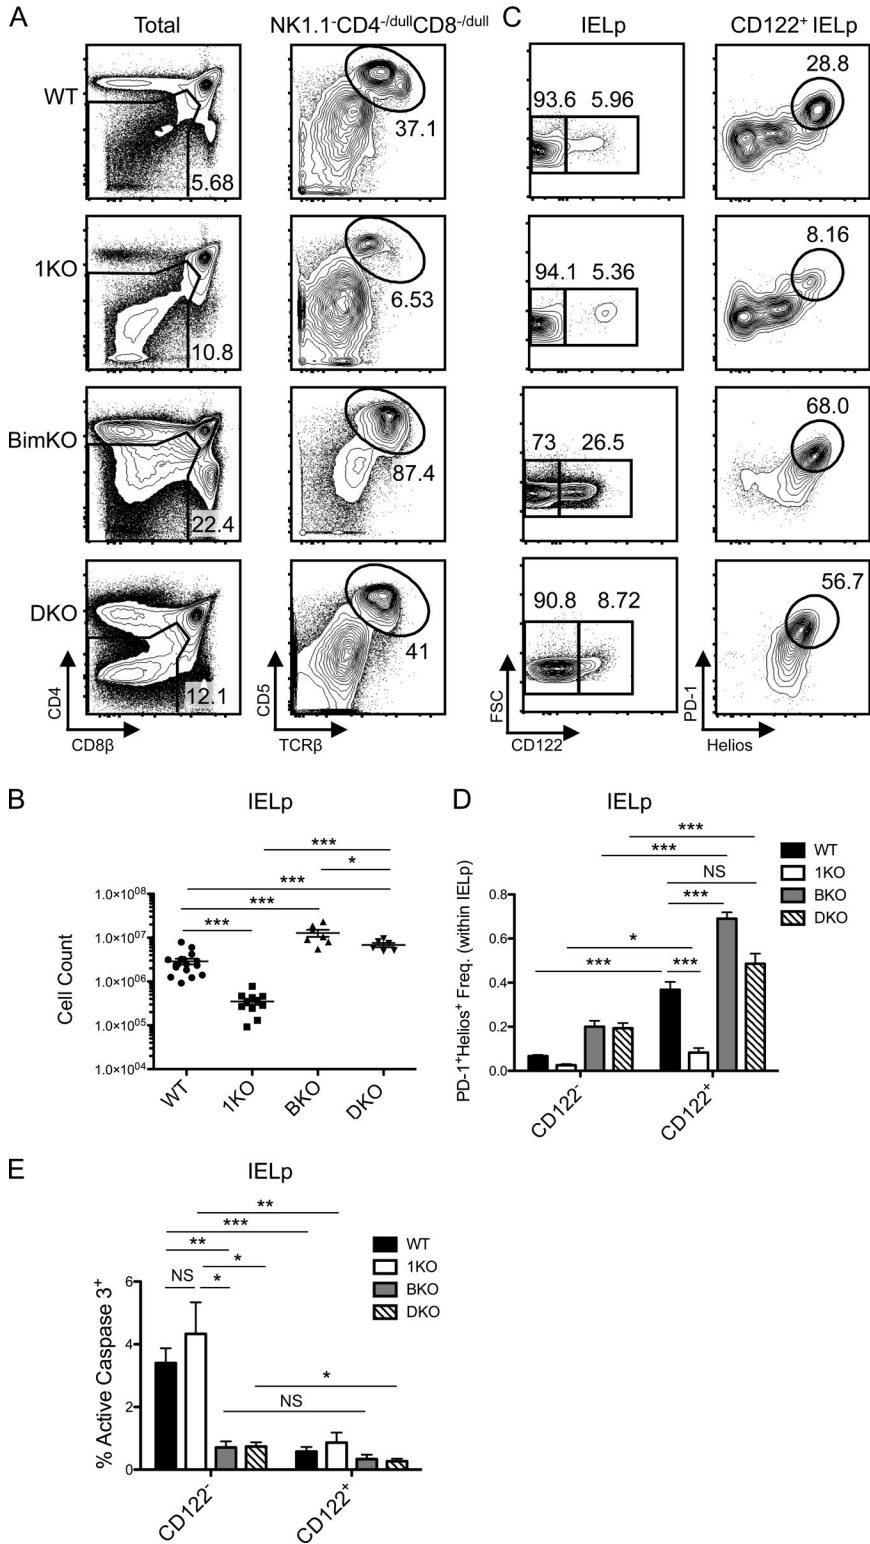 A
Total
NK1.1⁻CD4⁻/ᵈᵘˡˡCD8⁻/ᵈᵘˡˡ
C
IELp
CD122⁺ IELp
WT
5.68
37.1
93.6 5.96
28.8
1KO
10.8
6.53
94.1 5.36
8.16
BimKO
22.4
87.4
73 26.5
68.0
DKO
12.1
41
90.8 8.72
56.7
CD4
CD8β
CD5
TCRβ
FSC
CD122
PD-1
Helios
B
IELp
***
*
***
***
***
1.0×10⁰⁸
1.0×10⁰⁷
1.0×10⁰⁶
1.0×10⁰⁵
1.0×10⁰⁴
Cell Count
WT
1KO
BKO
DKO
D
IELp
***
***
NS
***
*
***
***
WT
1KO
BKO
DKO
0.8
0.6
0.4
0.2
0.0
PD-1⁺Helios⁺ Freq. (within IELp)
CD122⁻
CD122⁺
E
IELp
**
***
**
*
NS
*
*
NS
WT
1KO
BKO
DKO
6
4
2
0
% Active Caspase 3⁺
CD122⁻
CD122⁺